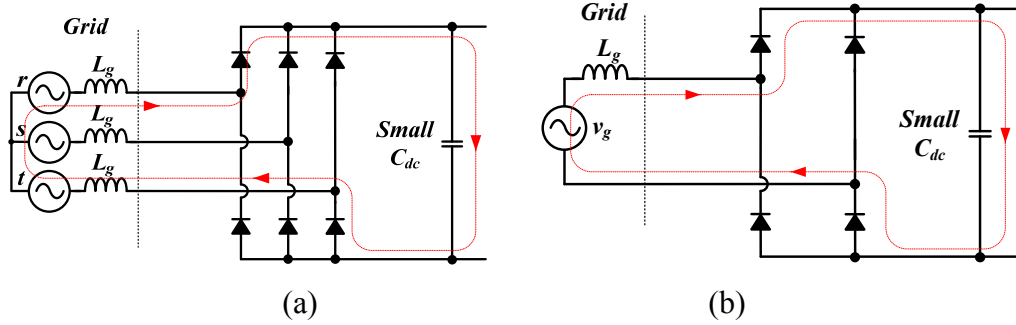 Grid
L_g
r
L_g
s
L_g
t
Small
C_dc
(a)
Grid
L_g
v_g
Small
C_dc
(b)